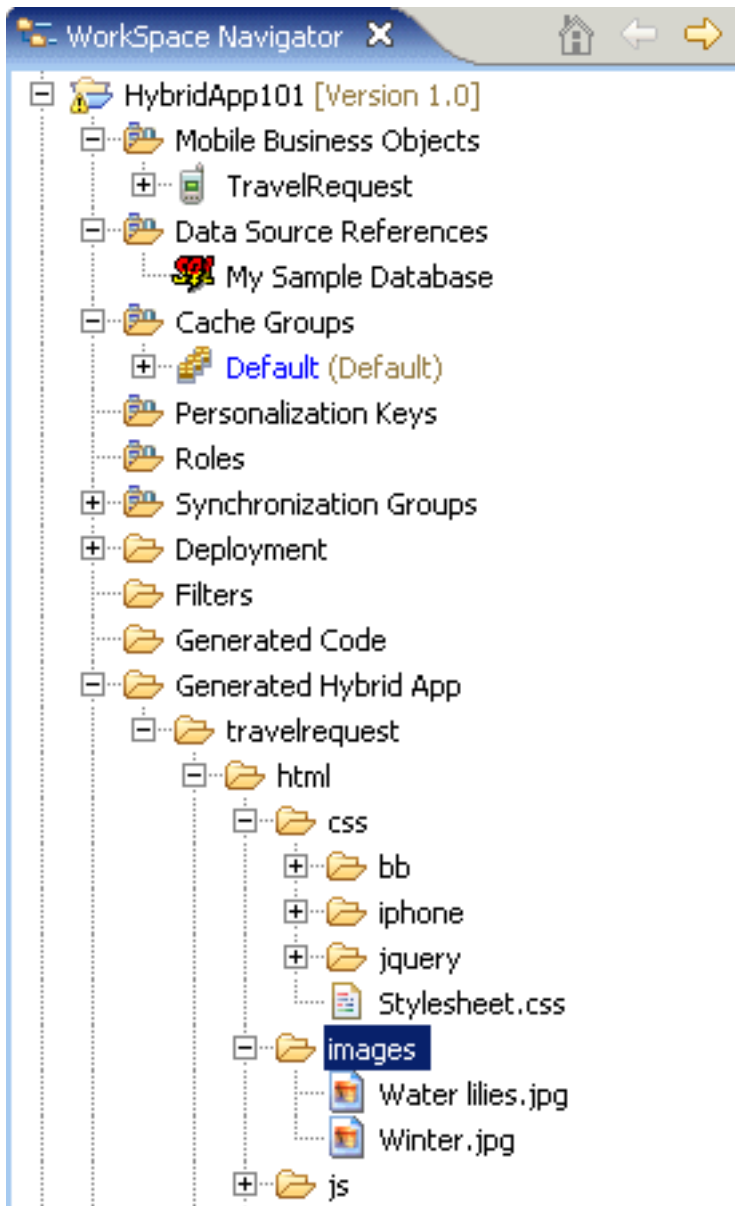 WorkSpace Navigator
HybridApp101 [Version 1.0]
Mobile Business Objects
TravelRequest
Data Source References
My Sample Database
Cache Groups
Default (Default)
Personalization Keys
Roles
Synchronization Groups
Deployment
Filters
Generated Code
Generated Hybrid App
travelrequest
html
css
bb
iphone
jquery
Stylesheet.css
images
Water lilies.jpg
Winter.jpg
js